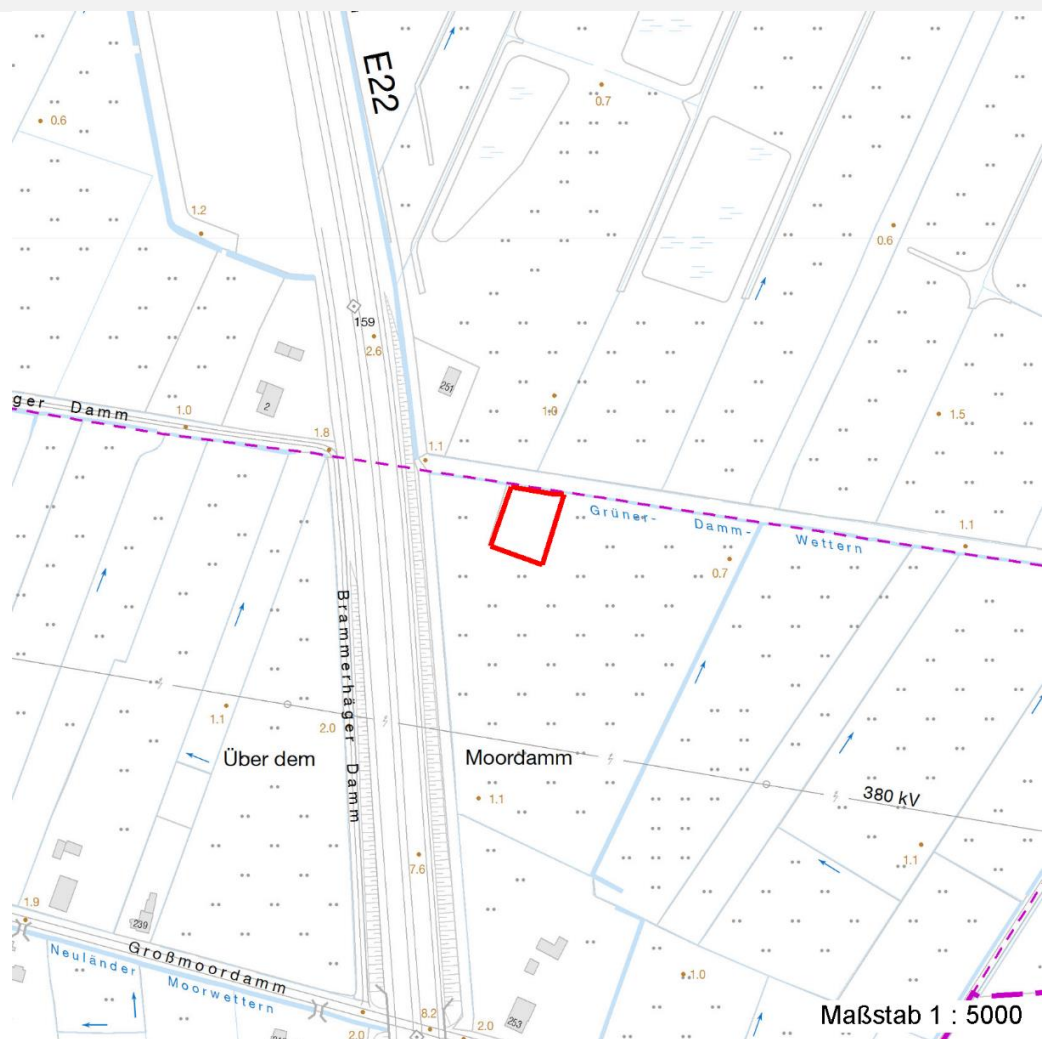 E22
0.7
0.6
1.2
0.6
159
2.6
251
2
1.0
1.5
ger Damm
1.0
1.8
1.1
Grüner- Damm- Wettern
1.1
0.7
Brammerhäger Damm
1.1
2.0
Über dem
Moordamm
380 kV
1.1
1.1
7.6
1.9
239
Großmoordamm
Neuländer
Moorwettern
1.0
253
2.0
8.2
2.0
Maßstab 1 : 5000